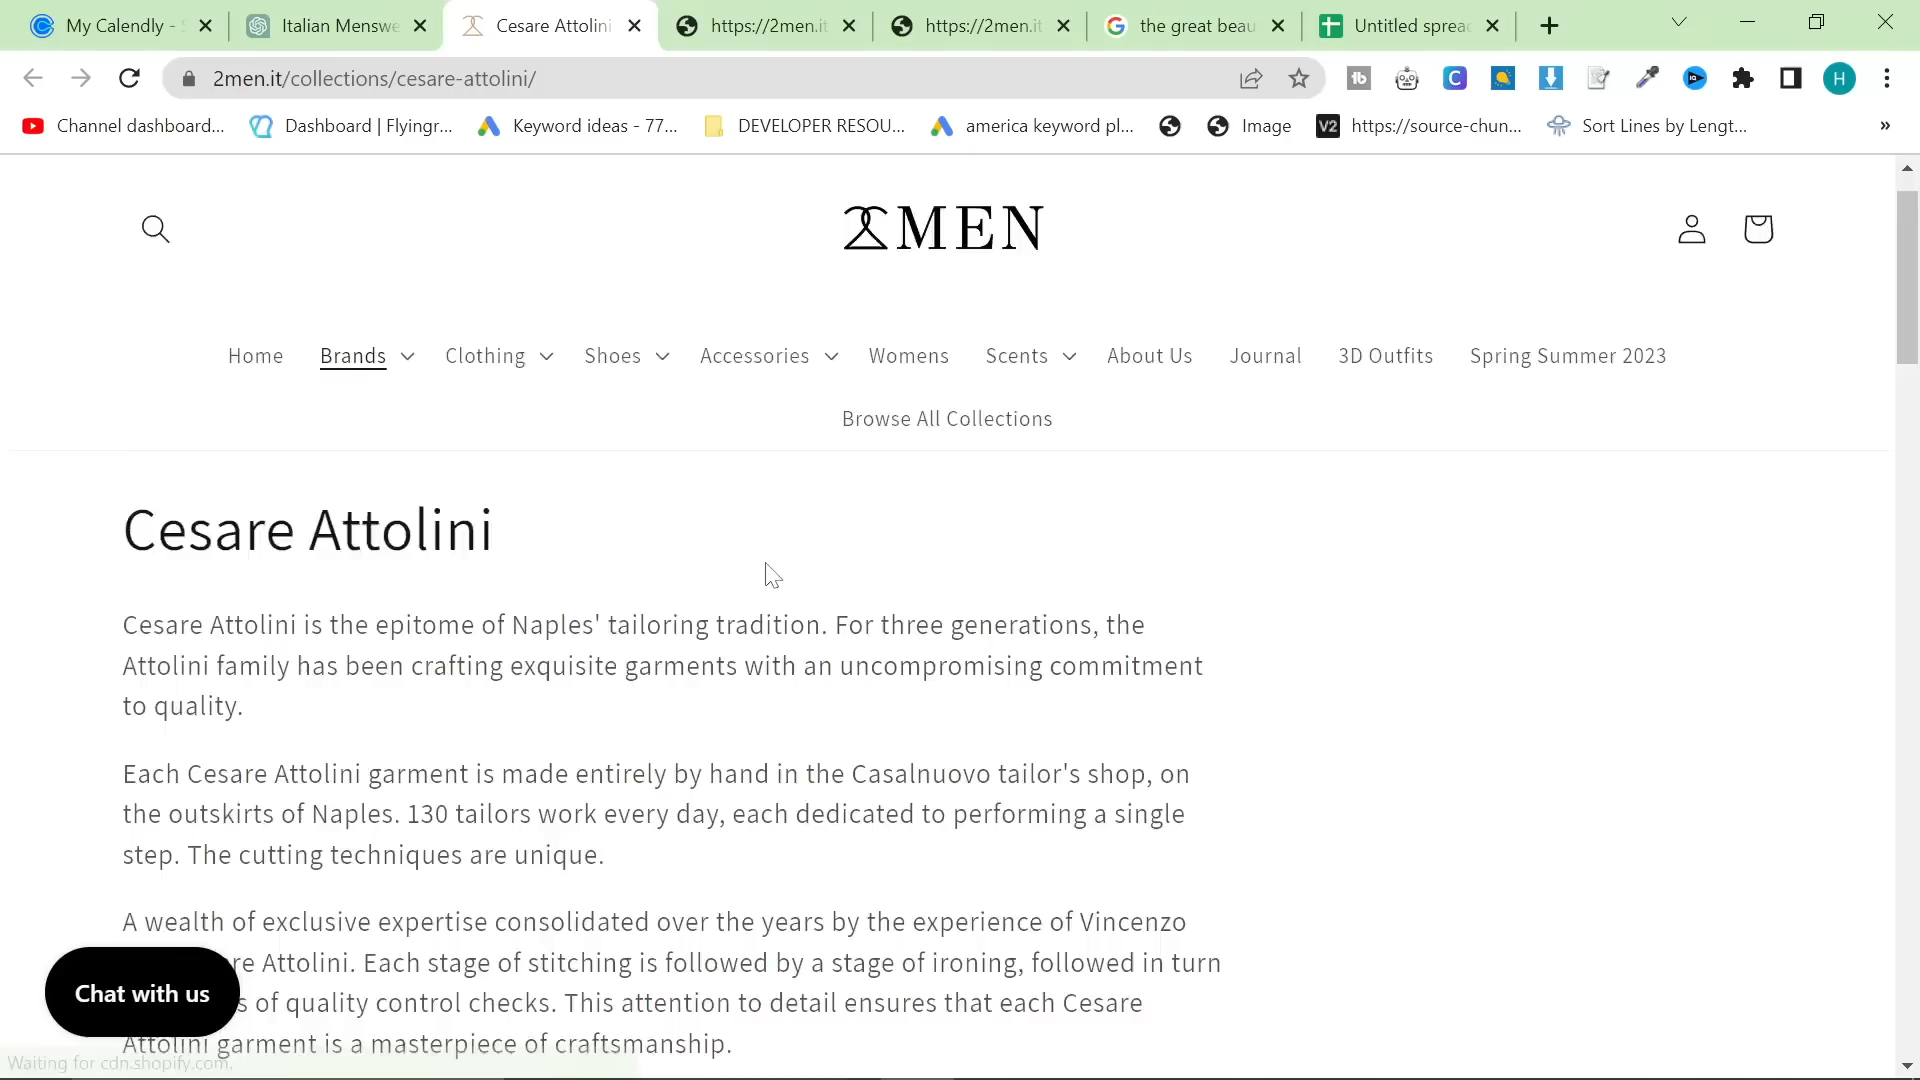 My Calendly -
Italian Menswe
Cesare Attolini
https://2men.it
https://2men.it
the great beau
Untitled spread
2men.it/collections/cesare-attolini/
H
Channel dashboard...
Dashboard | Flyingr...
Keyword ideas - 77...
DEVELOPER RESOU...
america keyword pl...
Image
V2
https://source-chun...
Sort Lines by Lengt...
»
MEN
Home
Brands
Clothing
Shoes
Accessories
Womens
Scents
About Us
Journal
3D Outfits
Spring Summer 2023
Browse All Collections
Cesare Attolini
Cesare Attolini is the epitome of Naples' tailoring tradition. For three generations, the
Attolini family has been crafting exquisite garments with an uncompromising commitment
to quality.
Each Cesare Attolini garment is made entirely by hand in the Casalnuovo tailor's shop, on
the outskirts of Naples. 130 tailors work every day, each dedicated to performing a single
step. The cutting techniques are unique.
A wealth of exclusive expertise consolidated over the years by the experience of Vincenzo
re Attolini. Each stage of stitching is followed by a stage of ironing, followed in turn
s of quality control checks. This attention to detail ensures that each Cesare
Attolini garment is a masterpiece of craftsmanship.
Chat with us
Waiting for cdn.shopify.com.